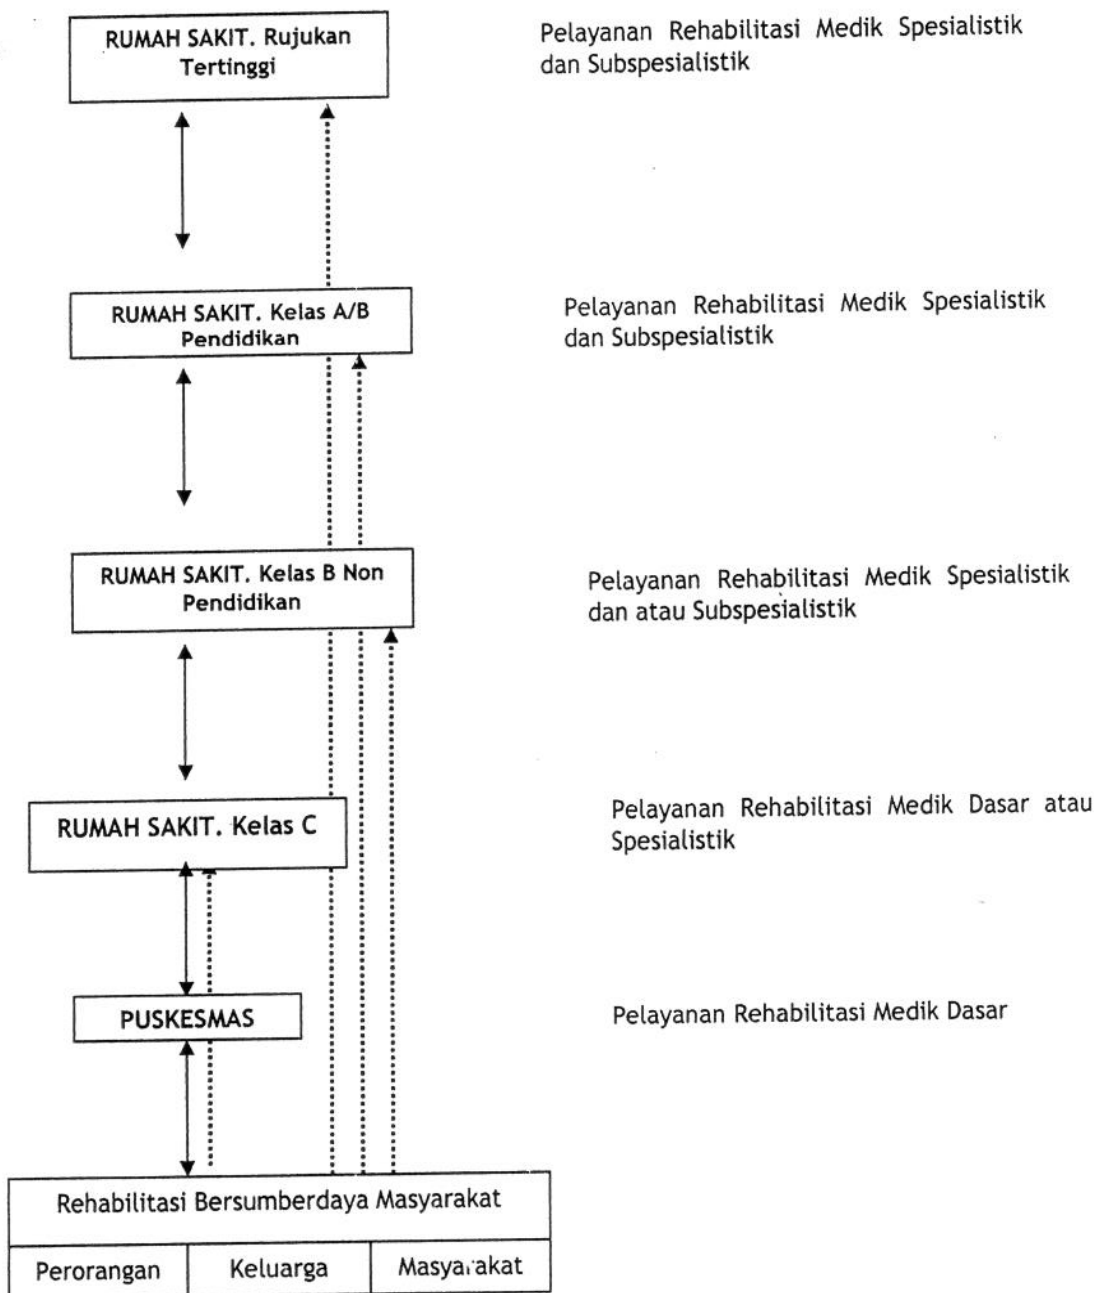 RUMAH SAKIT. Rujukan
Tertinggi
Pelayanan Rehabilitasi Medik Spesialistik
dan Subspesialistik
RUMAH SAKIT. Kelas A/B
Pendidikan
Pelayanan Rehabilitasi Medik Spesialistik
dan Subspesialistik
RUMAH SAKIT. Kelas B Non
Pendidikan
Pelayanan Rehabilitasi Medik Spesialistik
dan atau Subspesialistik
RUMAH SAKIT. Kelas C
Pelayanan Rehabilitasi Medik Dasar atau
Spesialistik
PUSKESMAS
Pelayanan Rehabilitasi Medik Dasar
Rehabilitasi Bersumberdaya Masyarakat
Perorangan
Keluarga
Masyarakat